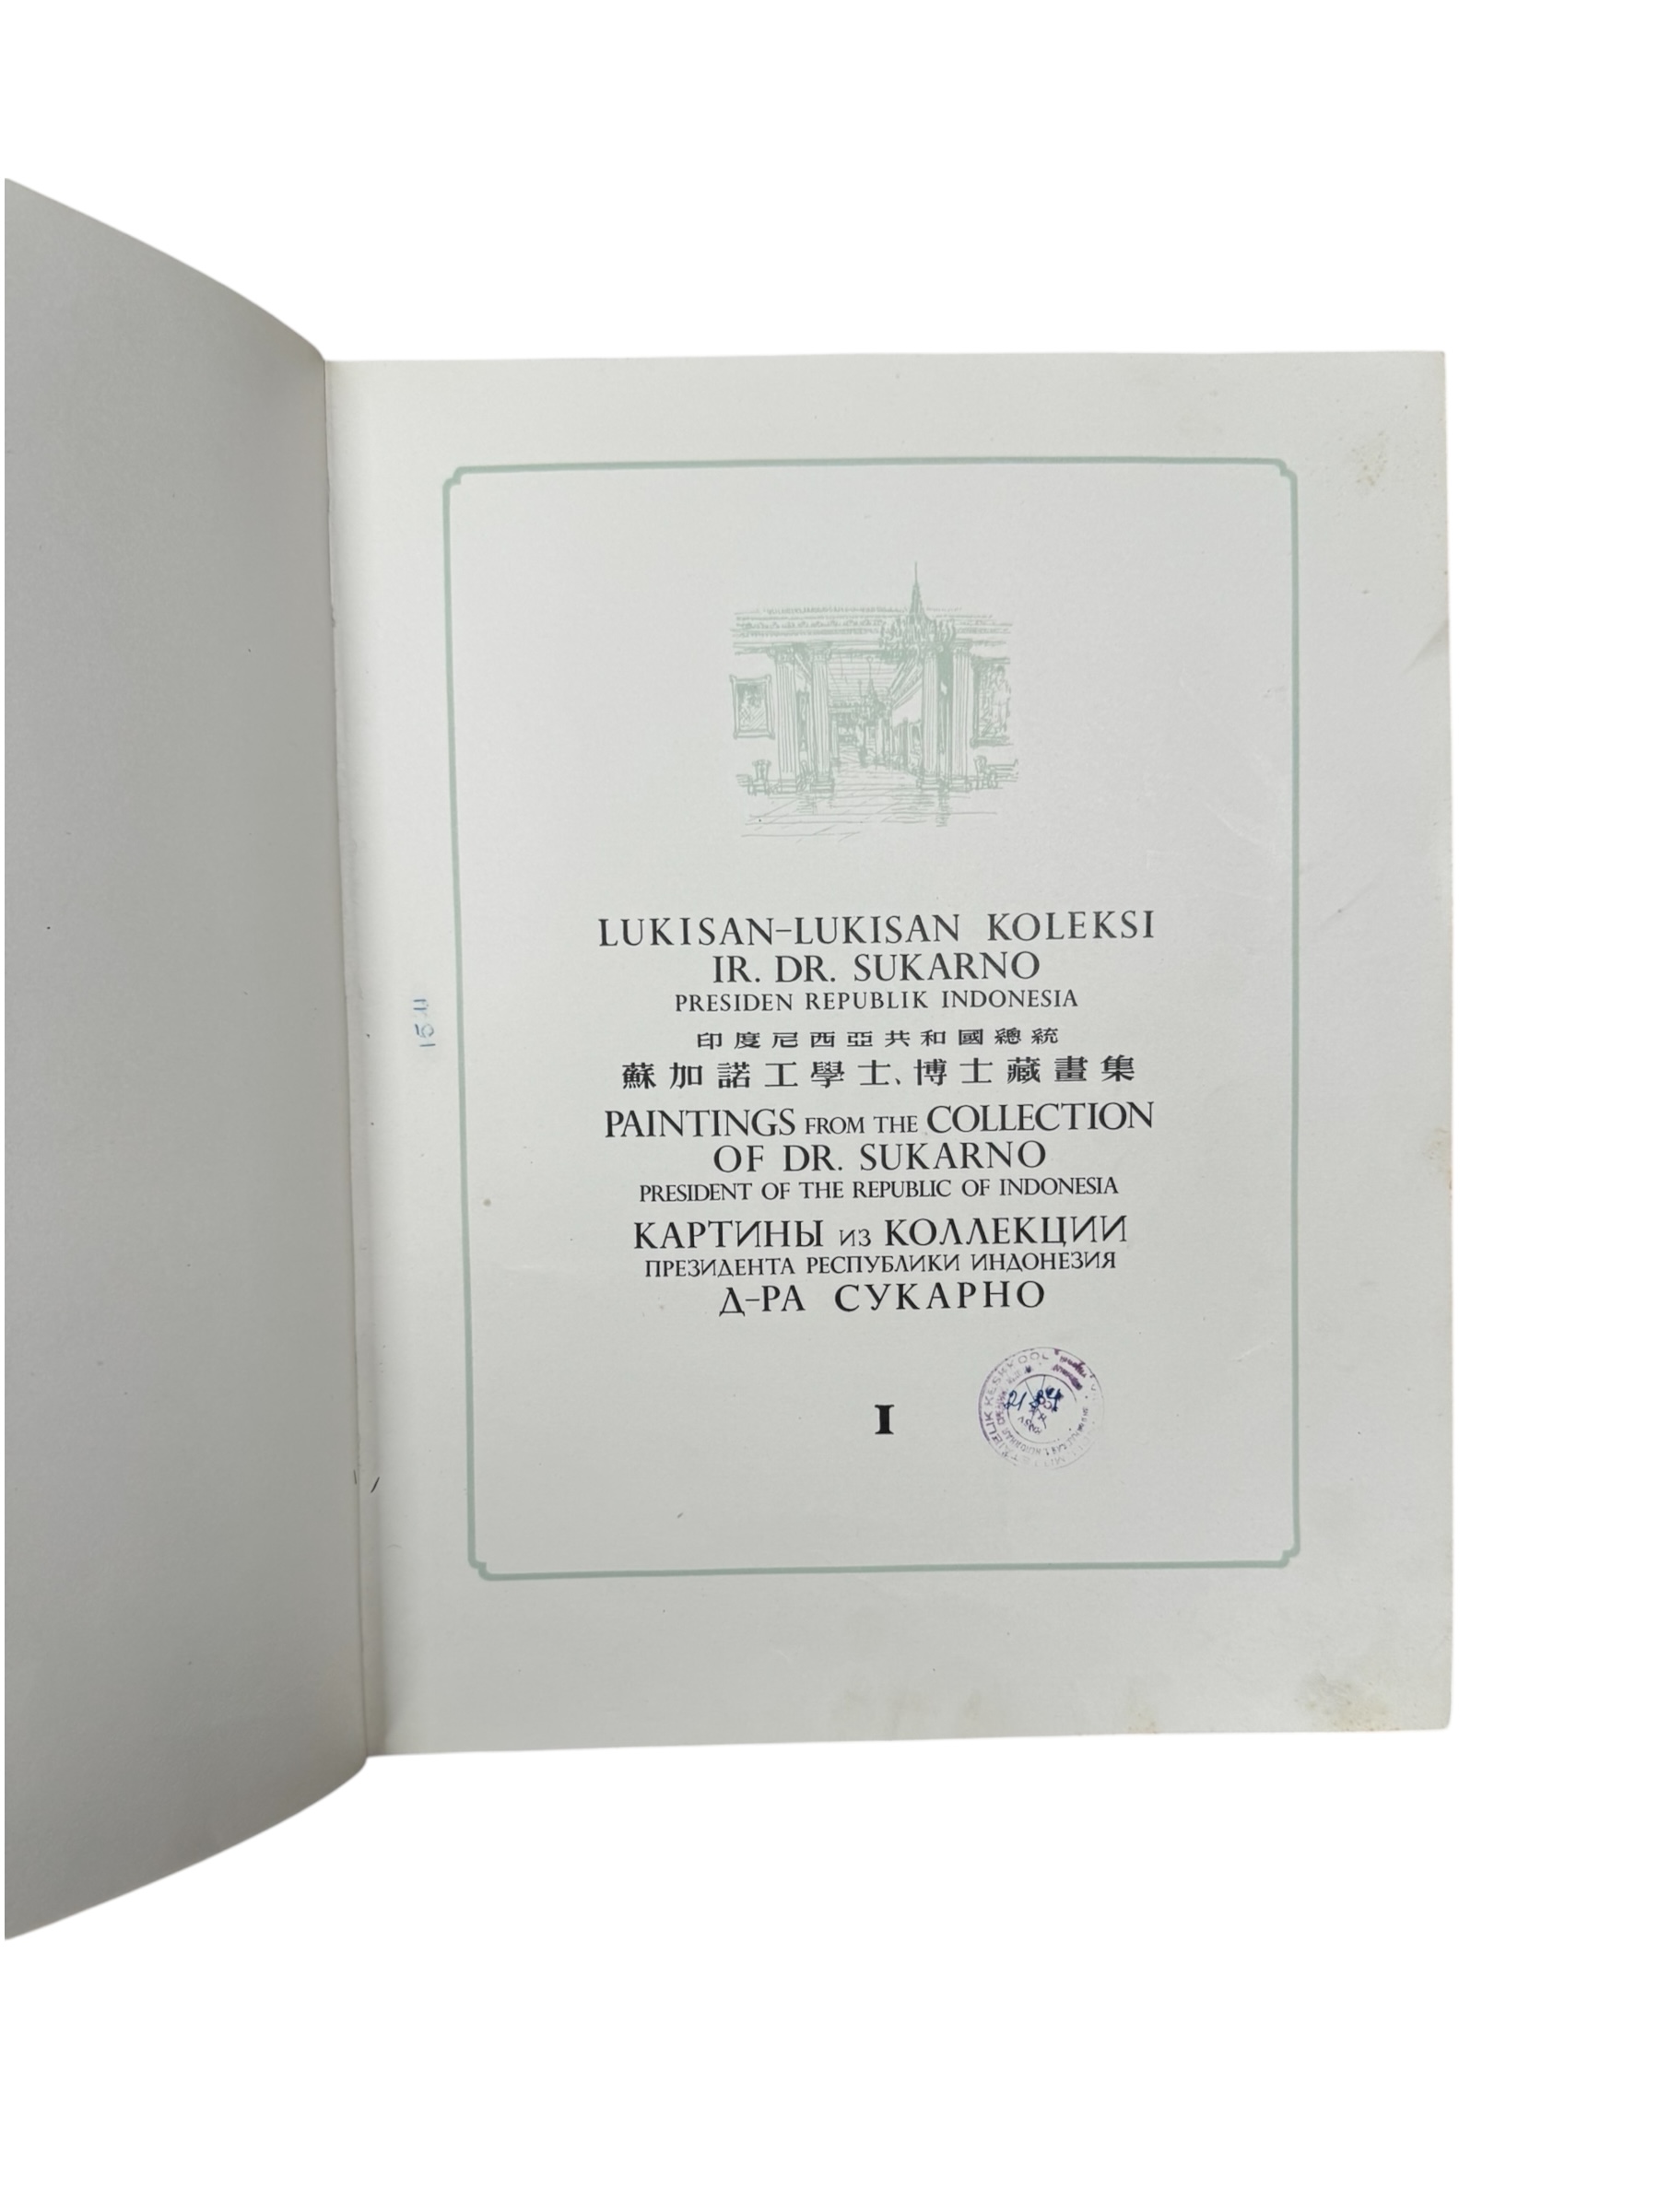 LUKISAN-LUKISAN KOLEKSI
IR. DR. SUKARNO
PRESIDEN REPUBLIK INDONESIA
印度尼西亞共和國總統
蘇加諾工學士、博士藏畫集
PAINTINGS FROM THE COLLECTION
OF DR. SUKARNO
PRESIDENT OF THE REPUBLIC OF INDONESIA
КАРТИНЫ ИЗ КОЛЛЕКЦИИ
ПРЕЗИДЕНТА РЕСПУБЛИКИ ИНДОНЕЗИЯ
Д-РА СУКАРНО
I
KESKKOOL